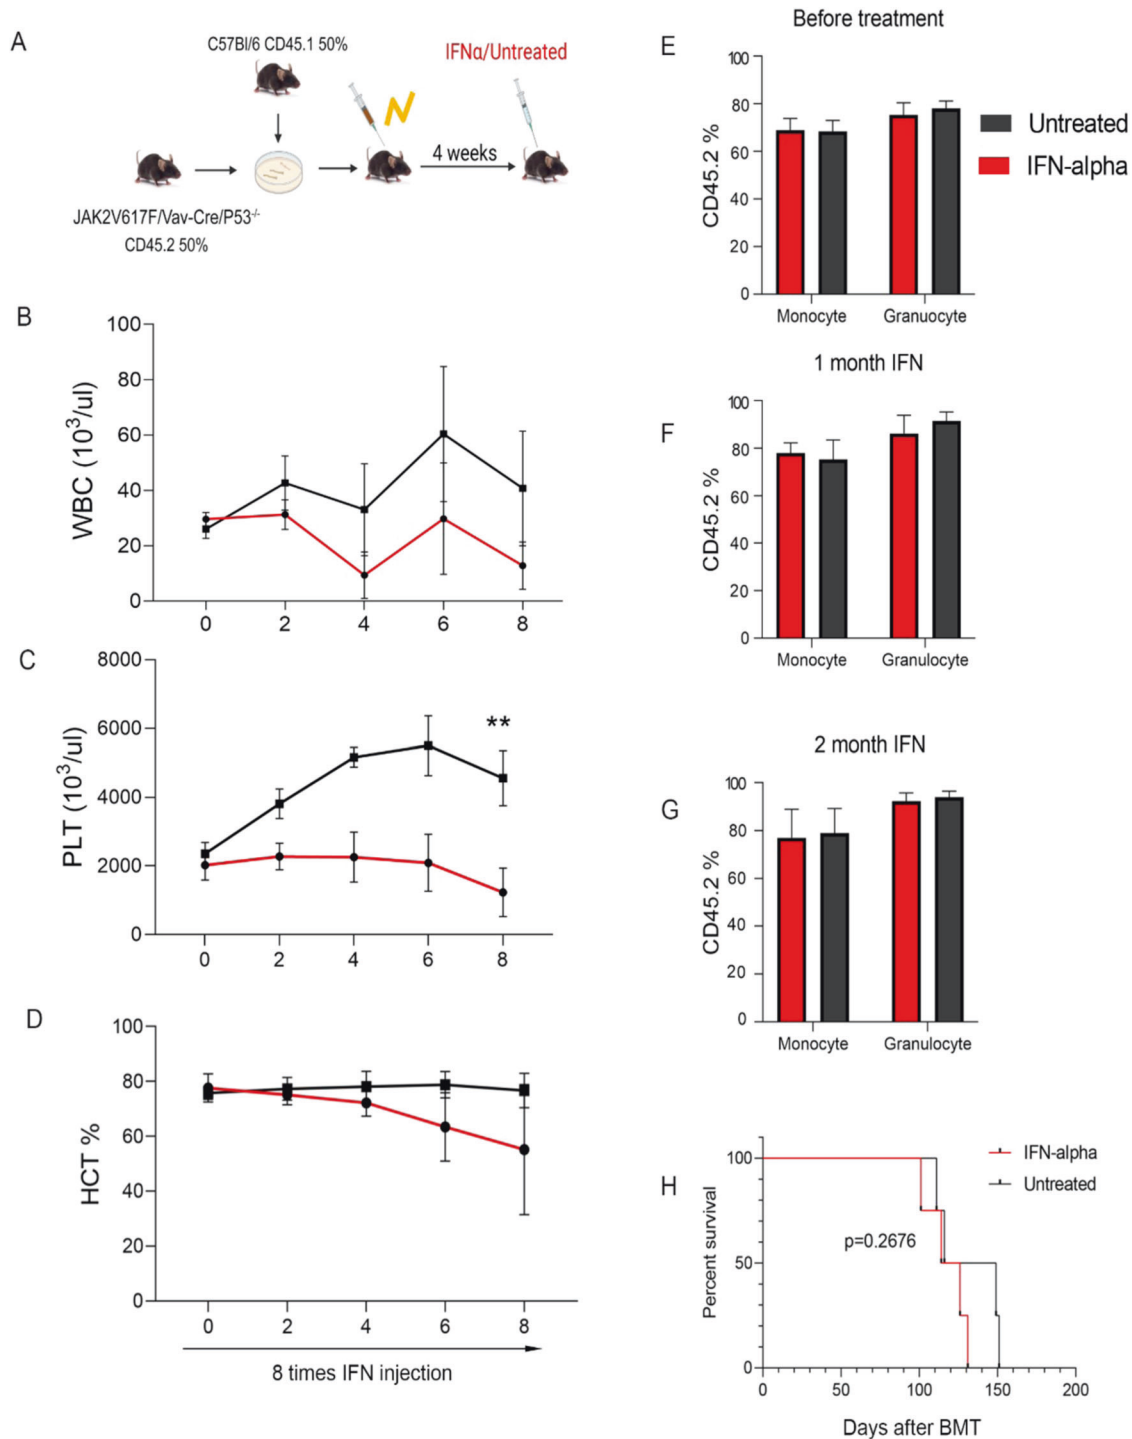 A
C57Bl/6 CD45.1 50%
IFNα/Untreated
4 weeks
JAK2V617F/Vav-Cre/P53-/-
CD45.2 50%
B
WBC (10³/ul)
100
80
60
40
20
0
0 2 4 6 8
C
PLT (10³/ul)
8000
6000
4000
2000
0
**
0 2 4 6 8
D
HCT %
100
80
60
40
20
0
0 2 4 6 8
8 times IFN injection
Before treatment
E
CD45.2 %
100
80
60
40
20
0
Monocyte Granuocyte
Untreated
IFN-alpha
1 month IFN
F
CD45.2 %
100
80
60
40
20
0
Monocyte Granulocyte
2 month IFN
G
CD45.2 %
100
80
60
40
20
0
Monocyte Granulocyte
H
Percent survival
100
50
0
p=0.2676
IFN-alpha
Untreated
0 50 100 150 200
Days after BMT